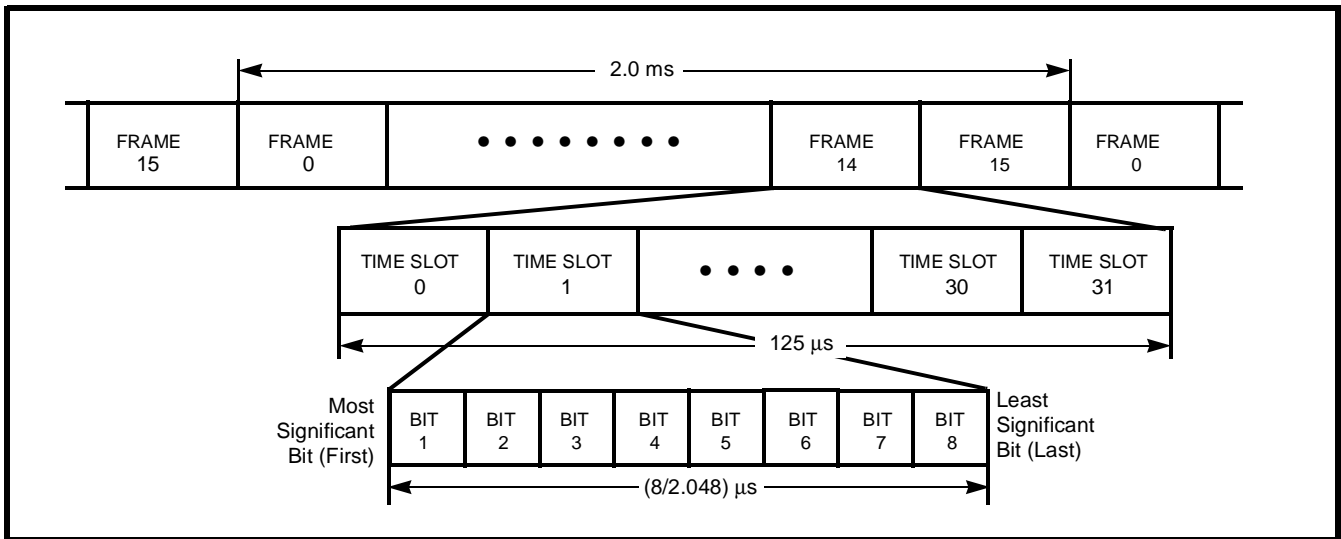 2.0 ms
FRAME 15
FRAME 0
FRAME 14
FRAME 15
FRAME 0
TIME SLOT 0
TIME SLOT 1
TIME SLOT 30
TIME SLOT 31
125 μs
Most
Significant
Bit (First)
BIT 1
BIT 2
BIT 3
BIT 4
BIT 5
BIT 6
BIT 7
BIT 8
Least
Significant
Bit (Last)
(8/2.048) μs